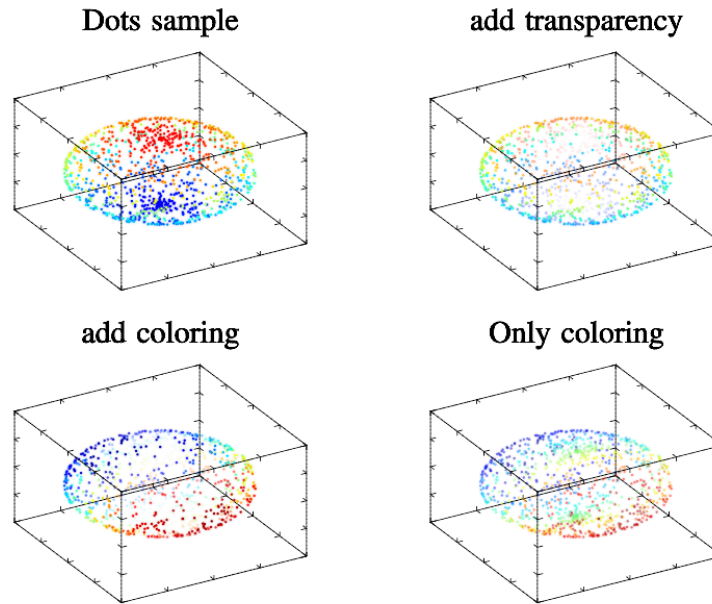 Dots sample
add transparency
add coloring
Only coloring